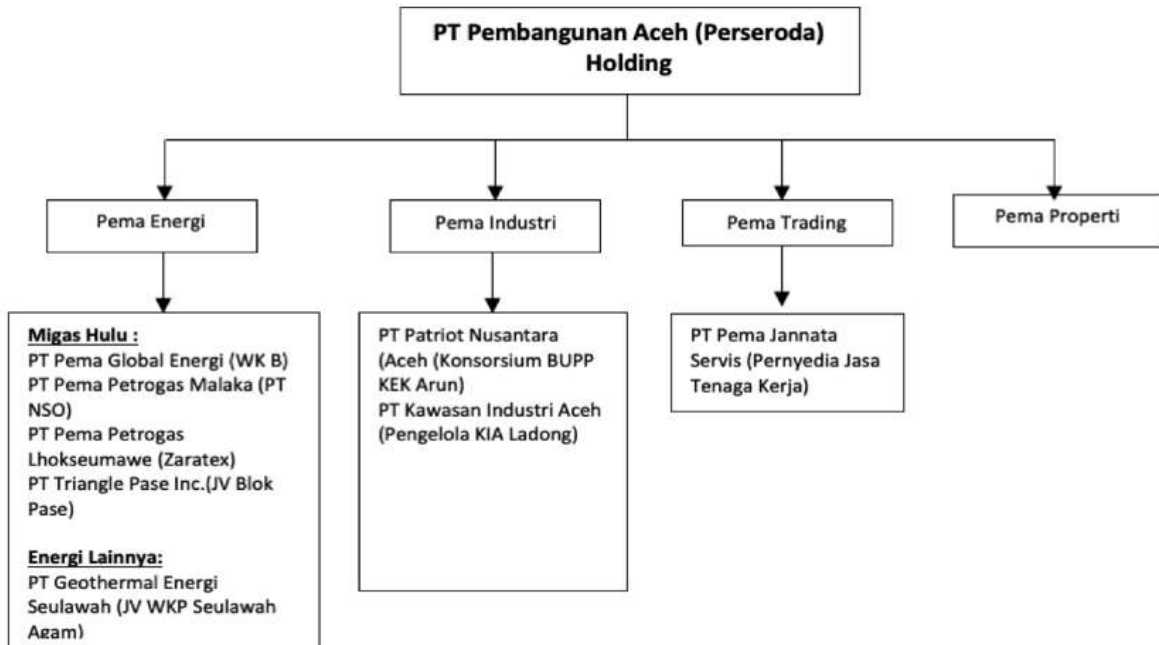 PT Pembangunan Aceh (Perseroda)
Holding
Pema Energi
Pema Industri
Pema Trading
Pema Properti
Migas Hulu :
PT Pema Global Energi (WK B)
PT Pema Petrogas Malaka (PT
NSO)
PT Pema Petrogas
Lhokseumawe (Zaratex)
PT Triangle Pase Inc.(JV Blok
Pase)
Energi Lainnya:
PT Geothermal Energi
Seulawah (JV WKP Seulawah
Agam)
PT Patriot Nusantara
(Aceh (Konsorsium BUPP
KEK Arun)
PT Kawasan Industri Aceh
(Pengelola KIA Ladong)
PT Pema Jannata
Servis (Pernyedia Jasa
Tenaga Kerja)